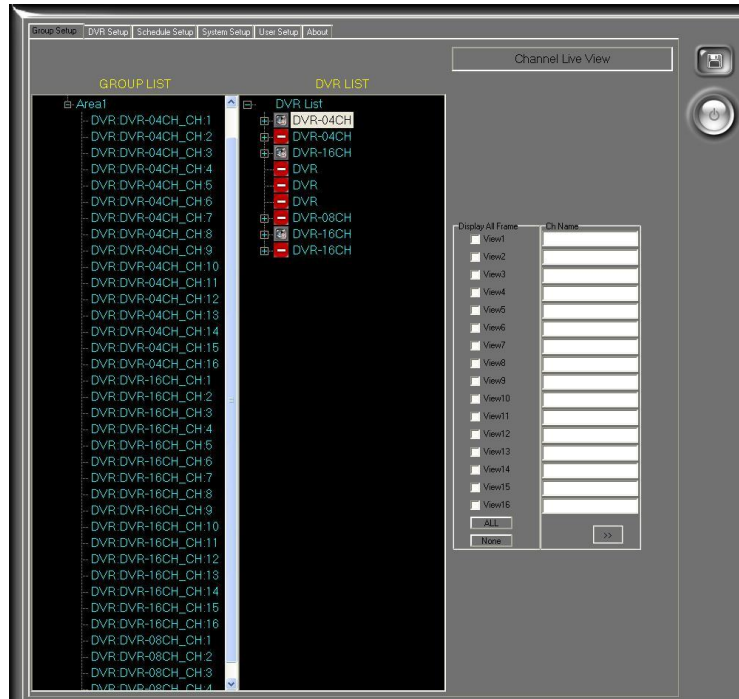 Group Setup DVR Setup Schedule Setup System Setup User Setup About
Channel Live View
GROUP LIST
Area1
DVR:DVR-04CH_CH:1
DVR:DVR-04CH_CH:2
DVR:DVR-04CH_CH:3
DVR:DVR-04CH_CH:4
DVR:DVR-04CH_CH:5
DVR:DVR-04CH_CH:6
DVR:DVR-04CH_CH:7
DVR:DVR-04CH_CH:8
DVR:DVR-04CH_CH:9
DVR:DVR-04CH_CH:10
DVR:DVR-04CH_CH:11
DVR:DVR-04CH_CH:12
DVR:DVR-04CH_CH:13
DVR:DVR-04CH_CH:14
DVR:DVR-04CH_CH:15
DVR:DVR-04CH_CH:16
DVR:DVR-16CH_CH:1
DVR:DVR-16CH_CH:2
DVR:DVR-16CH_CH:3
DVR:DVR-16CH_CH:4
DVR:DVR-16CH_CH:5
DVR:DVR-16CH_CH:6
DVR:DVR-16CH_CH:7
DVR:DVR-16CH_CH:8
DVR:DVR-16CH_CH:9
DVR:DVR-16CH_CH:10
DVR:DVR-16CH_CH:11
DVR:DVR-16CH_CH:12
DVR:DVR-16CH_CH:13
DVR:DVR-16CH_CH:14
DVR:DVR-16CH_CH:15
DVR:DVR-16CH_CH:16
DVR:DVR-08CH_CH:1
DVR:DVR-08CH_CH:2
DVR:DVR-08CH_CH:3
DVR:DVR-08CH_CH:4
DVR LIST
DVR List
DVR-04CH
DVR-04CH
DVR-16CH
DVR
DVR
DVR
DVR-08CH
DVR-16CH
DVR-16CH
Display All Frame Ch Name
View1
View2
View3
View4
View5
View6
View7
View8
View9
View10
View11
View12
View13
View14
View15
View16
ALL
None
>>